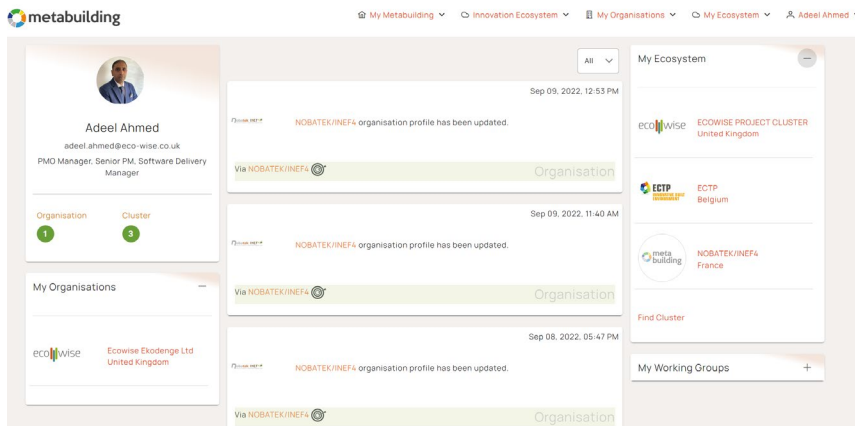 metabuilding
My Metabuilding
Innovation Ecosystem
My Organisations
My Ecosystem
Adeel Ahmed
Adeel Ahmed
adeel.ahmed@eco-wise.co.uk
PMO Manager, Senior PM, Software Delivery
Manager
Organisation Cluster
1 3
My Organisations
ecowise
Ecowise Ekodenge Ltd
United Kingdom
All
Sep 09, 2022, 12:53 PM
NOBATEK/INEF4 organisation profile has been updated.
Via NOBATEK/INEF4
Organisation
Sep 09, 2022, 11:40 AM
NOBATEK/INEF4 organisation profile has been updated.
Via NOBATEK/INEF4
Organisation
Sep 08, 2022, 05:47 PM
NOBATEK/INEF4 organisation profile has been updated.
Via NOBATEK/INEF4
Organisation
My Ecosystem
ecowise
ECOWISE PROJECT CLUSTER
United Kingdom
ECTP
ECTP
Belgium
meta
building
NOBATEK/INEF4
France
Find Cluster
My Working Groups